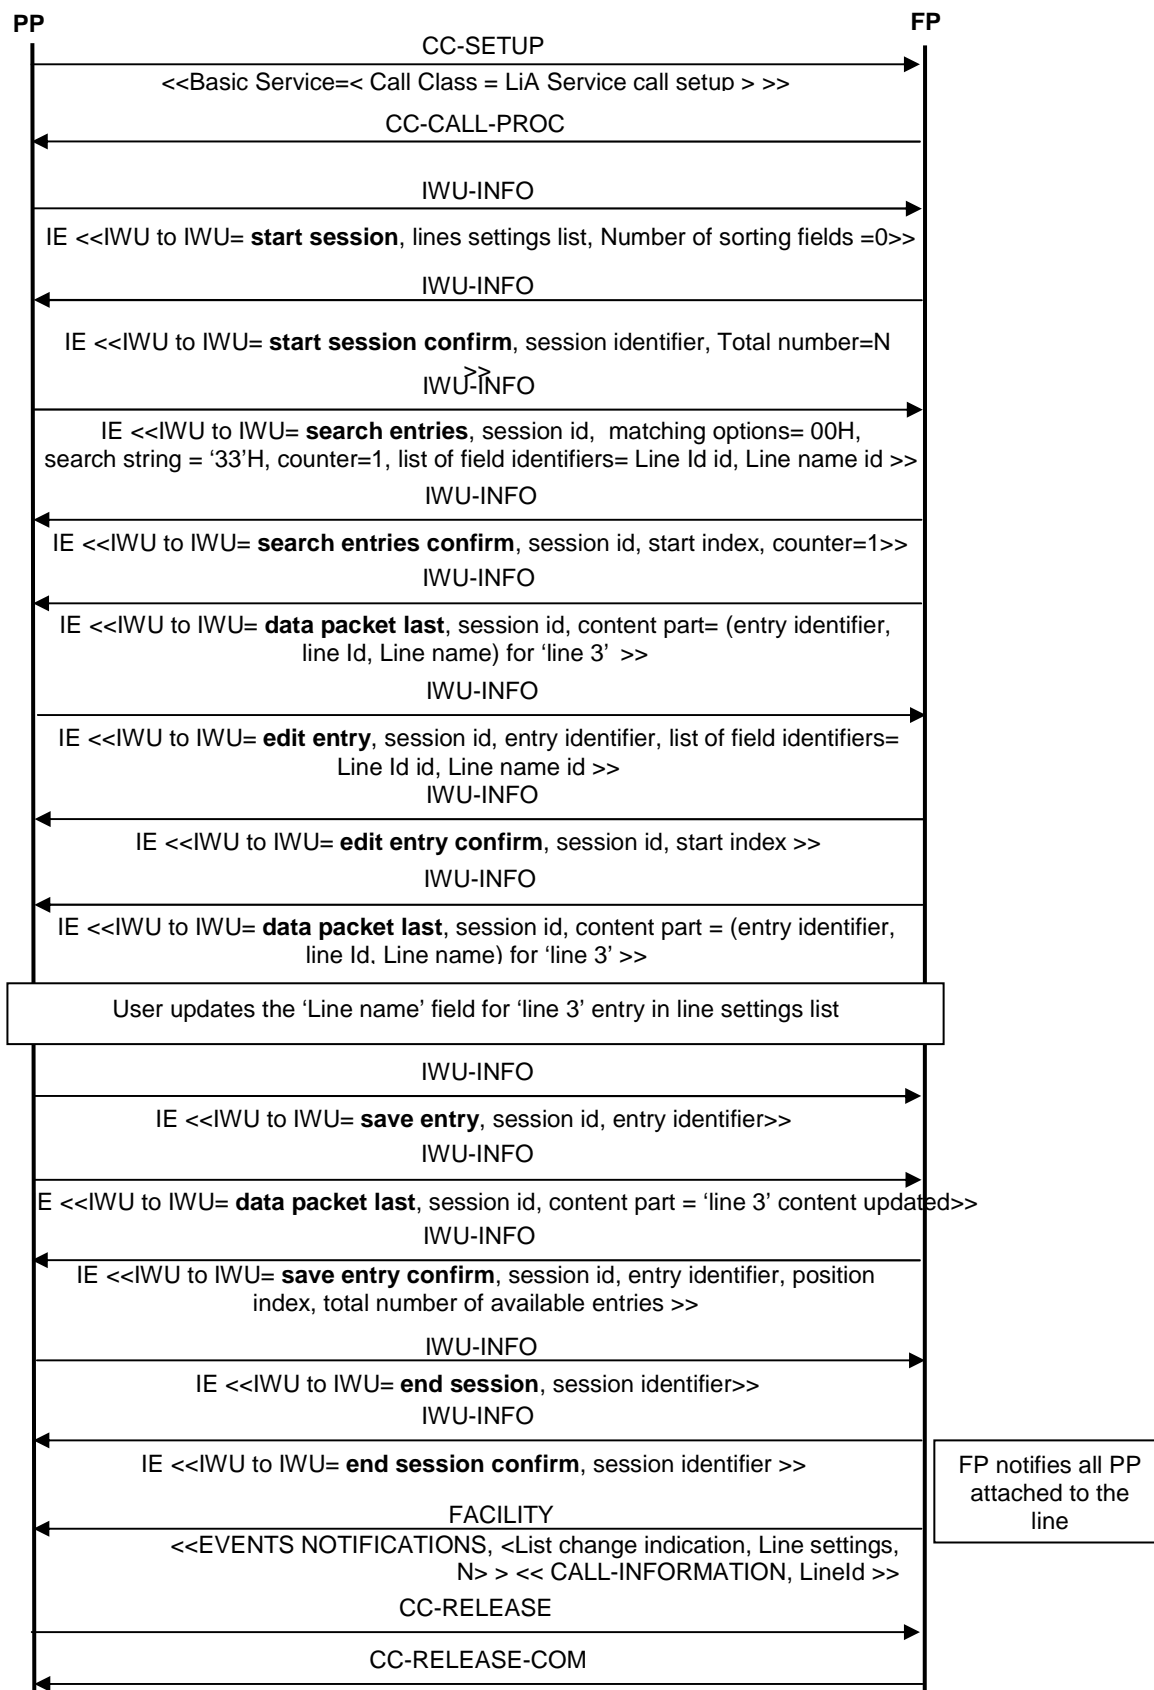 PP
FP
CC-SETUP
<<Basic Service=< Call Class = LiA Service call setup > >>
CC-CALL-PROC
IWU-INFO
IE <<IWU to IWU= start session, lines settings list, Number of sorting fields =0>>
IWU-INFO
IE <<IWU to IWU= start session confirm, session identifier, Total number=N
>>
IWU-INFO
IE <<IWU to IWU= search entries, session id, matching options= 00H,
search string = ‘33’H, counter=1, list of field identifiers= Line Id id, Line name id >>
IWU-INFO
IE <<IWU to IWU= search entries confirm, session id, start index, counter=1>>
IWU-INFO
IE <<IWU to IWU= data packet last, session id, content part= (entry identifier,
line Id, Line name) for ‘line 3’ >>
IWU-INFO
IE <<IWU to IWU= edit entry, session id, entry identifier, list of field identifiers=
Line Id id, Line name id >>
IWU-INFO
IE <<IWU to IWU= edit entry confirm, session id, start index >>
IWU-INFO
IE <<IWU to IWU= data packet last, session id, content part = (entry identifier,
line Id, Line name) for ‘line 3’ >>
User updates the ‘Line name’ field for ‘line 3’ entry in line settings list
IWU-INFO
IE <<IWU to IWU= save entry, session id, entry identifier>>
IWU-INFO
E <<IWU to IWU= data packet last, session id, content part = ‘line 3’ content updated>>
IWU-INFO
IE <<IWU to IWU= save entry confirm, session id, entry identifier, position
index, total number of available entries >>
IWU-INFO
IE <<IWU to IWU= end session, session identifier>>
IWU-INFO
IE <<IWU to IWU= end session confirm, session identifier >>
FP notifies all PP
attached to the
line
FACILITY
<<EVENTS NOTIFICATIONS, <List change indication, Line settings,
N> > << CALL-INFORMATION, LineId >>
CC-RELEASE
CC-RELEASE-COM